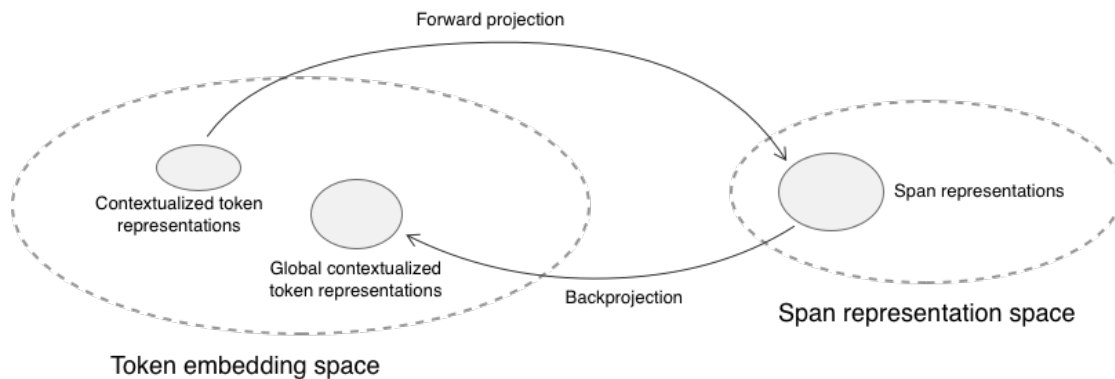 Forward projection
Contextualized token
representations
Span representations
Global contextualized
token representations
Backprojection
Span representation space
Token embedding space